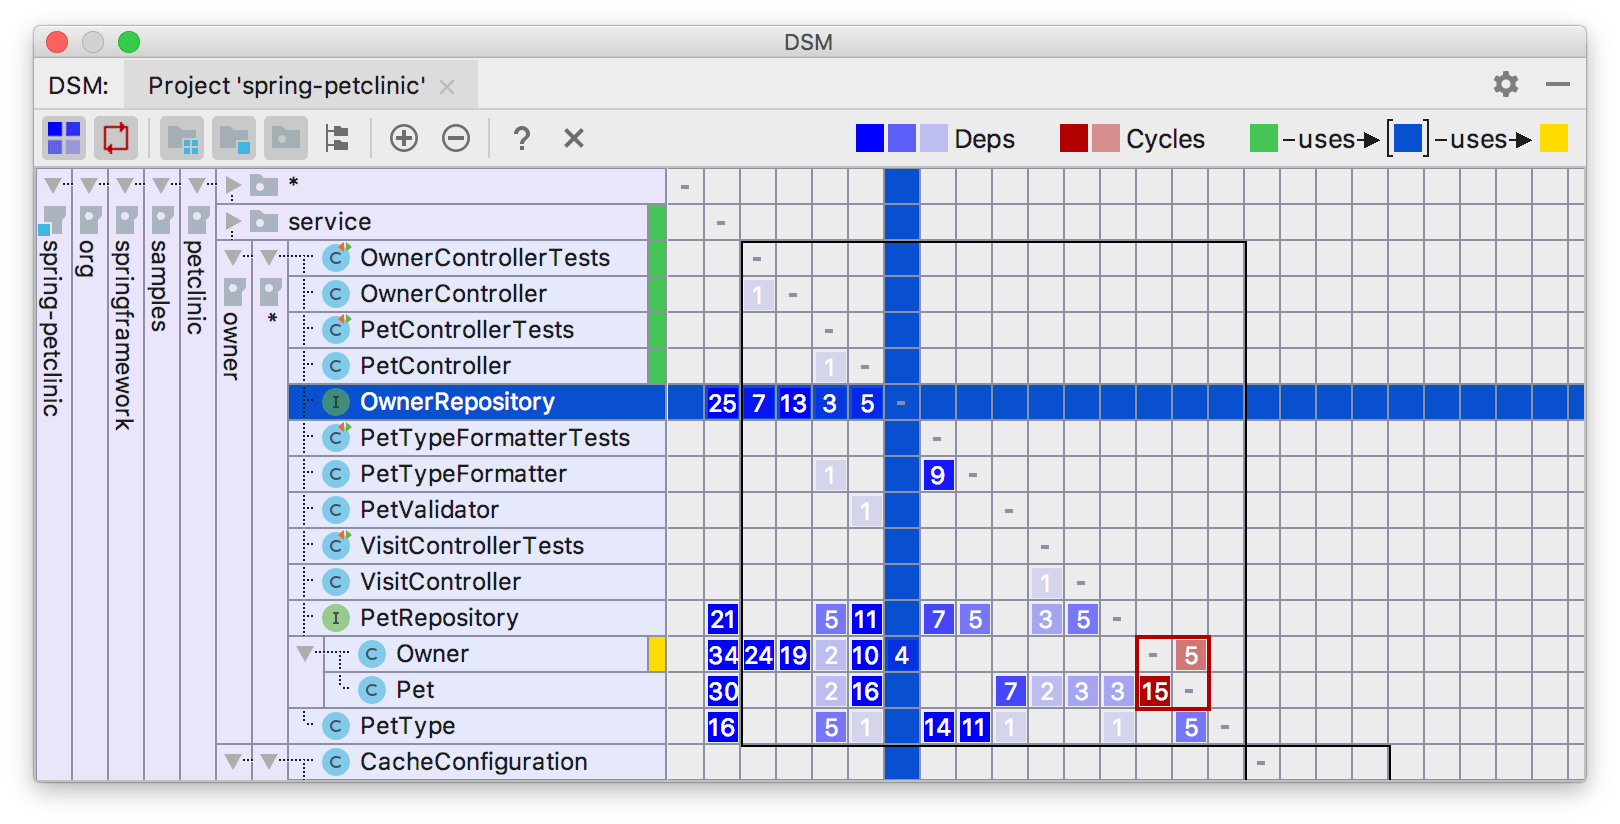 DSM
DSM: Project 'spring-petclinic'
? Deps Cycles –uses→ [ ] –uses→
spring-petclinic
org
springframework
samples
petclinic
owner
*
* -
service -
OwnerControllerTests -
OwnerController 1 -
PetControllerTests -
PetController 1 -
OwnerRepository 25 7 13 3 5 -
PetTypeFormatterTests -
PetTypeFormatter 1 9 -
PetValidator 1 -
VisitControllerTests -
VisitController 1 -
PetRepository 21 5 11 7 5 3 5 -
Owner 34 24 19 2 10 4 - 5
Pet 30 2 16 7 2 3 3 15 -
PetType 16 5 1 14 11 1 1 5 -
CacheConfiguration -